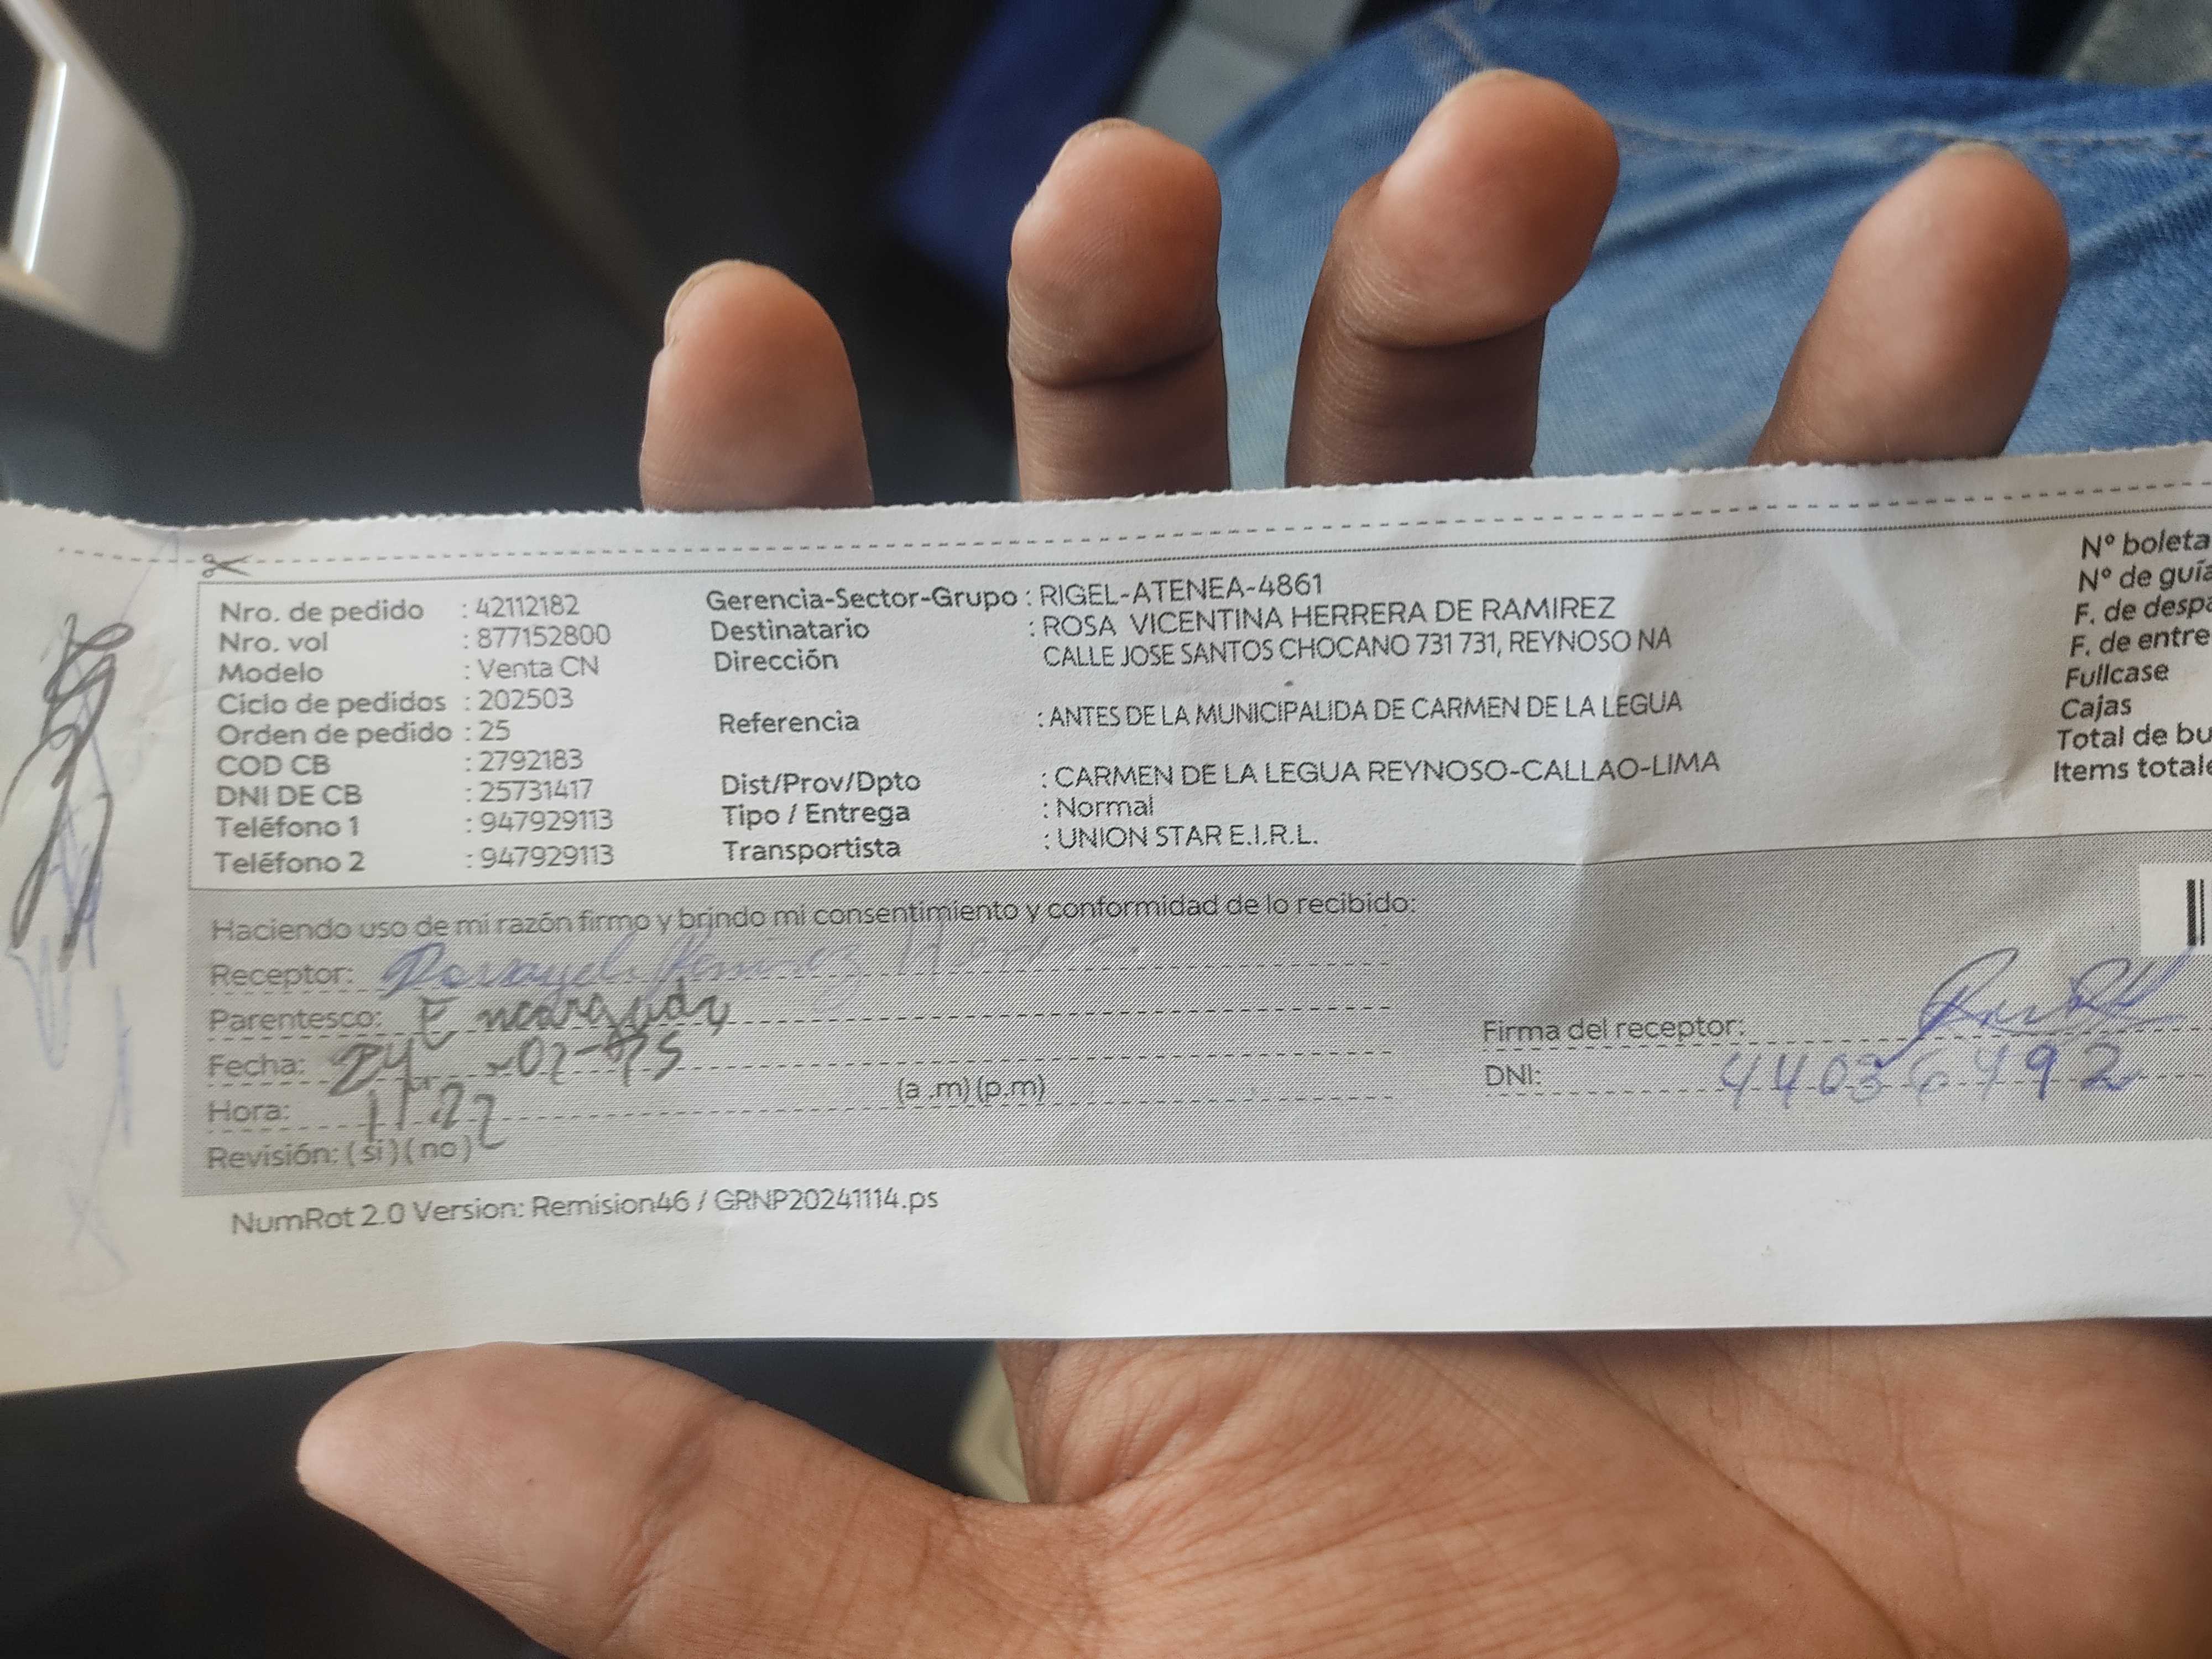 Nro. de pedido : 42112182
Nro. vol : 877152800
Modelo : Venta CN
Ciclo de pedidos : 202503
Orden de pedido : 25
COD CB : 2792183
DNI DE CB : 25731417
Teléfono 1 : 947929113
Teléfono 2 : 947929113
Gerencia-Sector-Grupo : RIGEL-ATENEA-4861
Destinatario : ROSA VICENTINA HERRERA DE RAMIREZ
Dirección CALLE JOSE SANTOS CHOCANO 731 731, REYNOSO NA
Referencia : ANTES DE LA MUNICIPALIDA DE CARMEN DE LA LEGUA
Dist/Prov/Dpto : CARMEN DE LA LEGUA REYNOSO-CALLAO-LIMA
Tipo / Entrega : Normal
Transportista : UNION STAR E.I.R.L.
Nº boleta
Nº de guía
F. de despa
F. de entre
Fullcase
Cajas
Total de bu
Items totale
Haciendo uso de mi razón firmo y brindo mi consentimiento y conformidad de lo recibido:
Receptor: Ramirez Herrera
Parentesco: Encargado
Fecha: 24-02-25
Hora: 11:27 (a .m) (p.m)
Revisión: ( si ) ( no )
Firma del receptor:
DNI: 44036492
NumRot 2.0 Version: Remision46 / GRNP20241114.ps